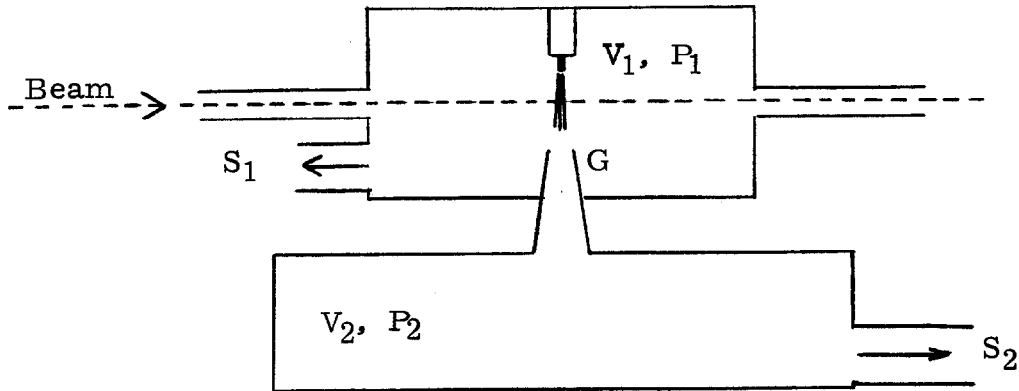 V₁, P₁
Beam
S₁
G
V₂, P₂
S₂